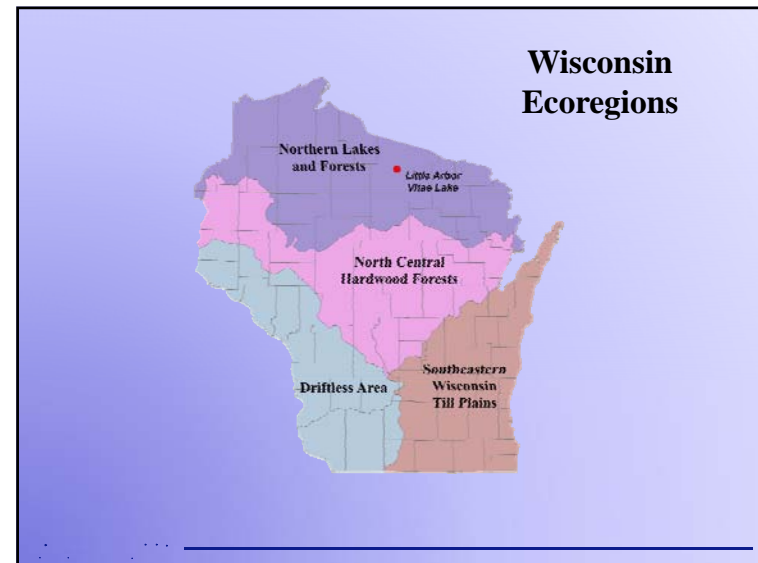 Wisconsin
Ecoregions
Northern Lakes
and Forests
Little Arbor
Vitae Lake
North Central
Hardwood Forests
Driftless Area
Southeastern
Wisconsin
Till Plains